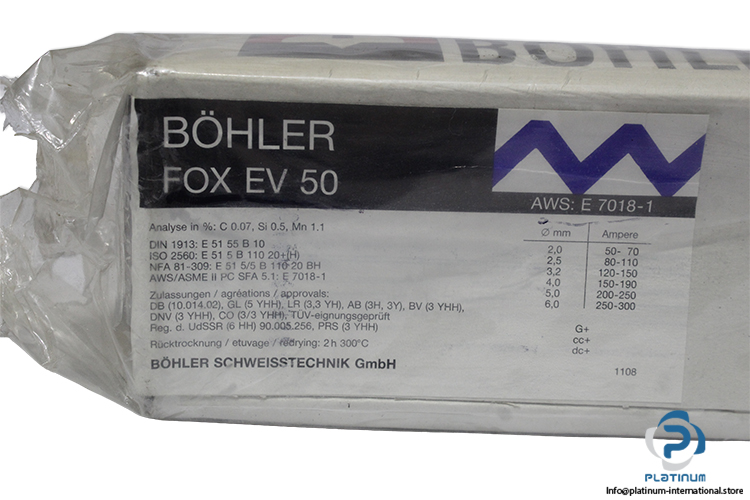 BÖHLER
BÖHLER
FOX EV 50
AWS: E 7018-1
Analyse in %: C 0.07, Si 0.5, Mn 1.1
DIN 1913: E 51 55 B 10
ISO 2560: E 51 5 B 110 20+(H)
NFA 81-309: E 51 5/5 B 110 20 BH
AWS/ASME II PC SFA 5.1: E 7018-1
Zulassungen / agréations / approvals:
DB (10.014.02), GL (5 YHH), LR (3,3 YH), AB (3H, 3Y), BV (3 YHH),
DNV (3 YHH), CO (3/3 YHH), TÜV-eignungsgeprüft
Reg. d. UdSSR (6 HH) 90.005.256, PRS (3 YHH)
Rücktrocknung / etuvage / redrying: 2h 300°C
BÖHLER SCHWEISSTECHNIK GmbH
Ø mm Ampere
2,0 50- 70
2,5 80-110
3,2 120-150
4,0 150-190
5,0 200-250
6,0 250-300
G+
cc+
dc+
1108
PLATINUM
Info@platinum-international.store